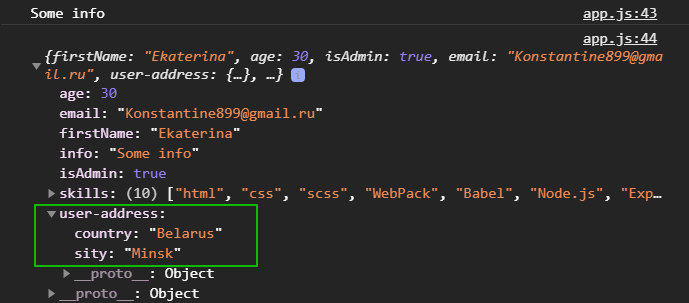 Some info app.js:43
app.js:44
{firstName: "Ekaterina", age: 30, isAdmin: true, email: "Konstantine899@gma
il.ru", user-address: {…}, …} i
age: 30
email: "Konstantine899@gmail.ru"
firstName: "Ekaterina"
info: "Some info"
isAdmin: true
skills: (10) ["html", "css", "scss", "WebPack", "Babel", "Node.js", "Exp…
user-address:
country: "Belarus"
sity: "Minsk"
__proto__: Object
__proto__: Object